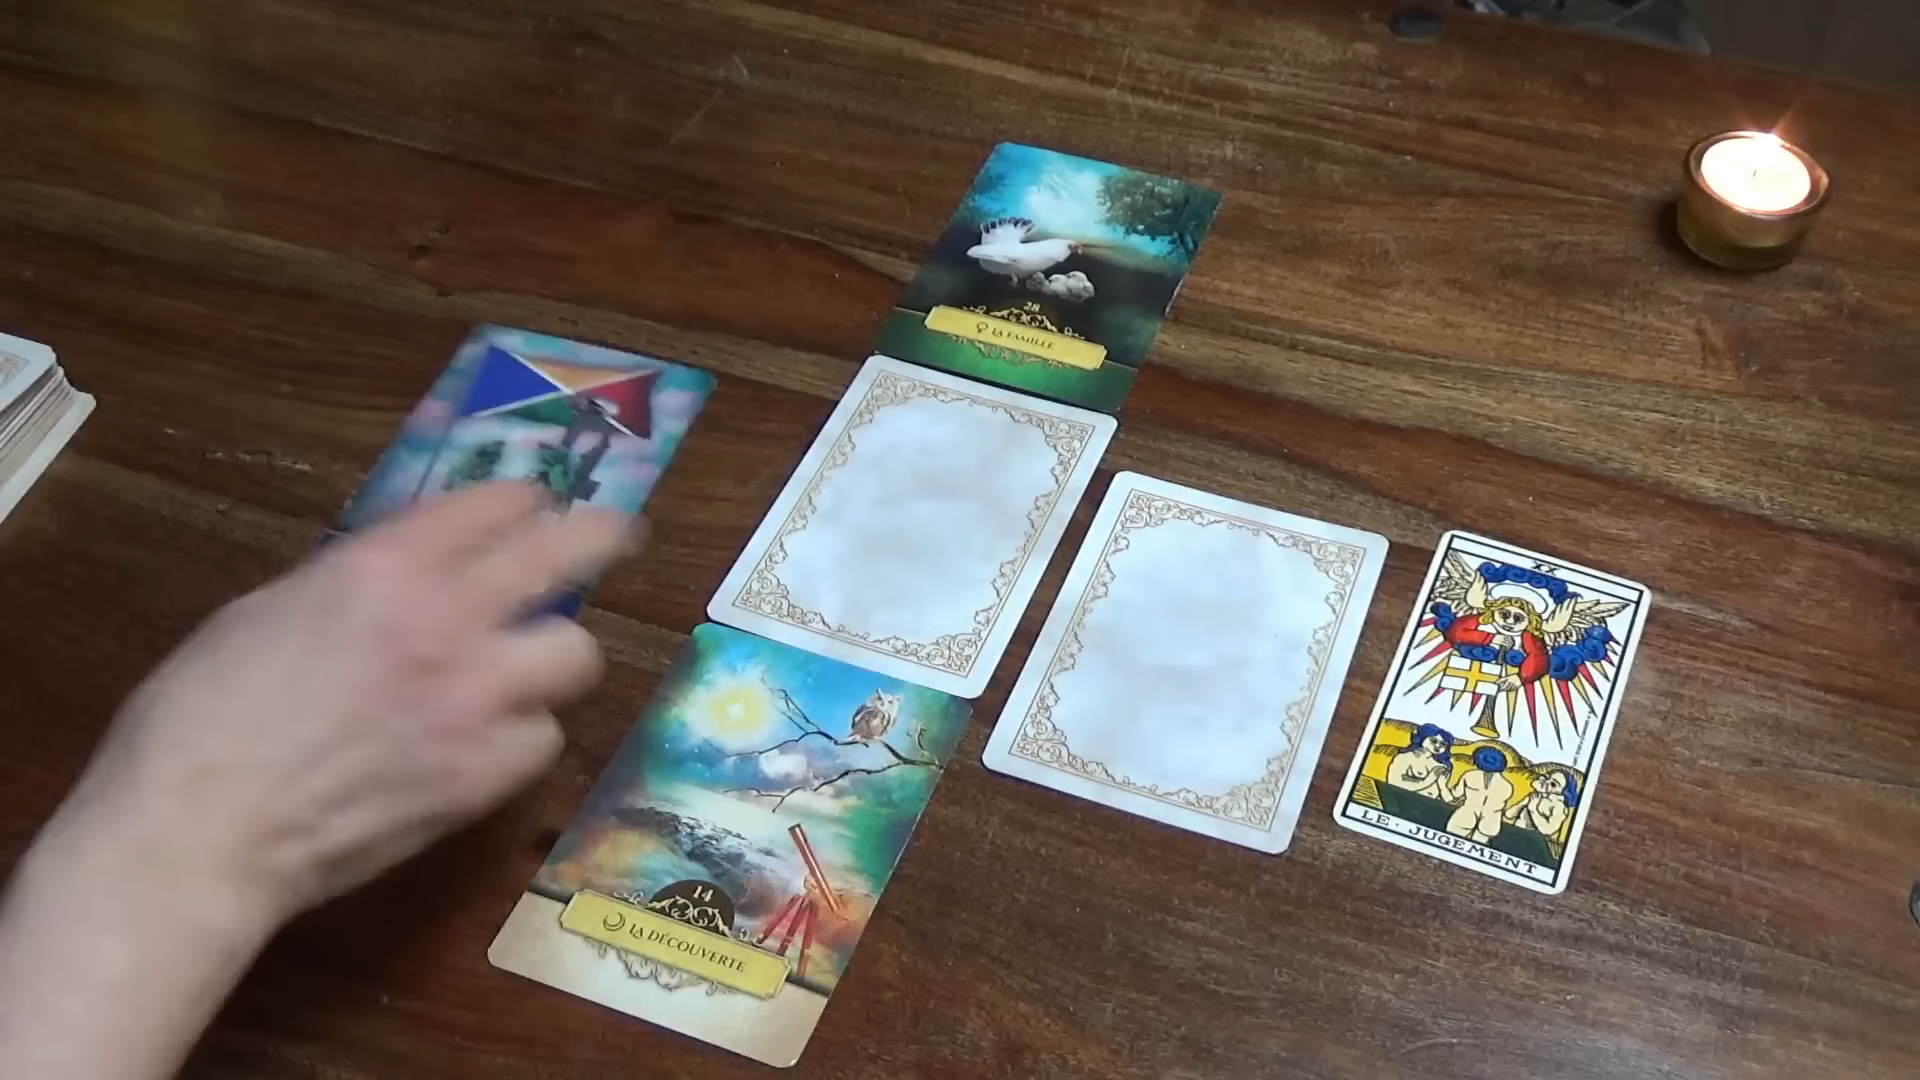 28
♀ LA FAMILLE
14
☽ LA DÉCOUVERTE
XX
LE · JUGEMENT